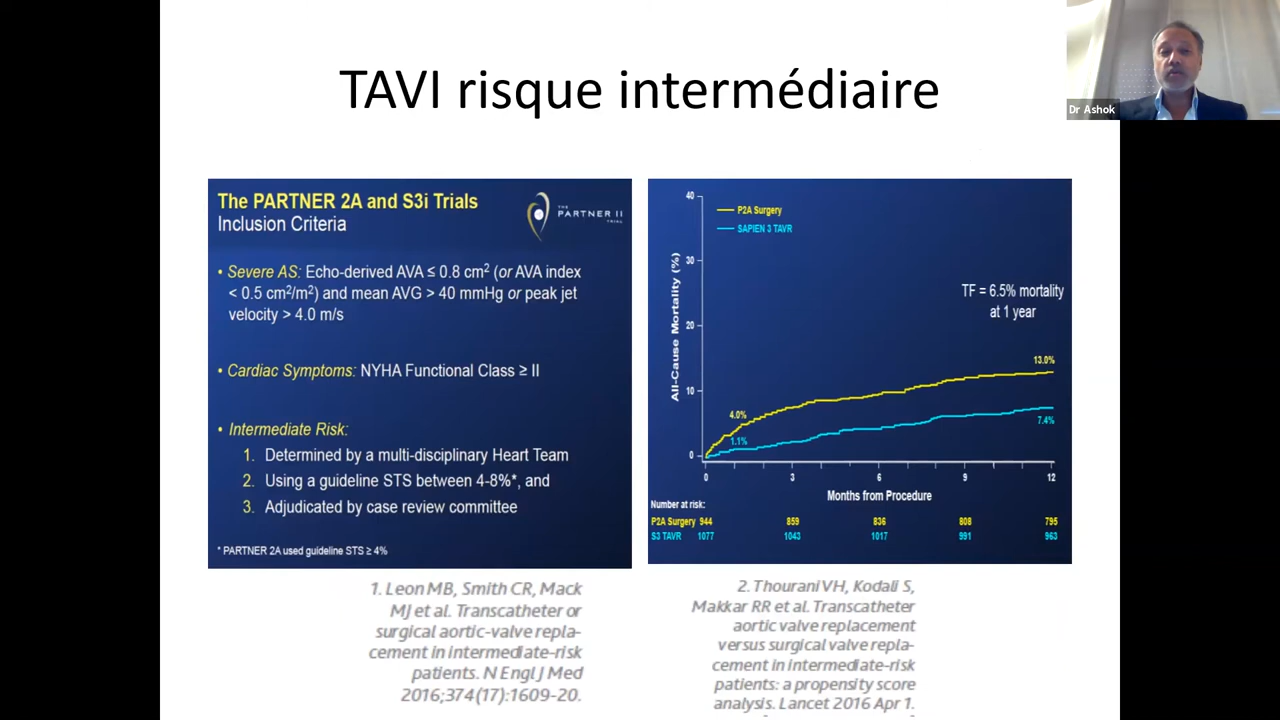 TAVI risque intermédiaire
Dr Ashok
The PARTNER 2A and S3i Trials
Inclusion Criteria
THE
PARTNER II
TRIAL
• Severe AS: Echo-derived AVA ≤ 0.8 cm² (or AVA index
< 0.5 cm²/m²) and mean AVG > 40 mmHg or peak jet
velocity > 4.0 m/s
• Cardiac Symptoms: NYHA Functional Class ≥ II
• Intermediate Risk:
1. Determined by a multi-disciplinary Heart Team
2. Using a guideline STS between 4-8%*, and
3. Adjudicated by case review committee
* PARTNER 2A used guideline STS ≥ 4%
All-Cause Mortality (%)
40
30
20
10
0
P2A Surgery
SAPIEN 3 TAVR
TF = 6.5% mortality
at 1 year
13.0%
4.0%
1.1%
7.4%
0 3 6 9 12
Months from Procedure
Number at risk:
P2A Surgery 944 859 836 808 795
S3 TAVR 1077 1043 1017 991 963
1. Leon MB, Smith CR, Mack
MJ et al. Transcatheter or
surgical aortic-valve repla-
cement in intermediate-risk
patients. N Engl J Med
2016;374(17):1609-20.
2. Thourani VH, Kodali S,
Makkar RR et al. Transcatheter
aortic valve replacement
versus surgical valve repla-
cement in intermediate-risk
patients: a propensity score
analysis. Lancet 2016 Apr 1.